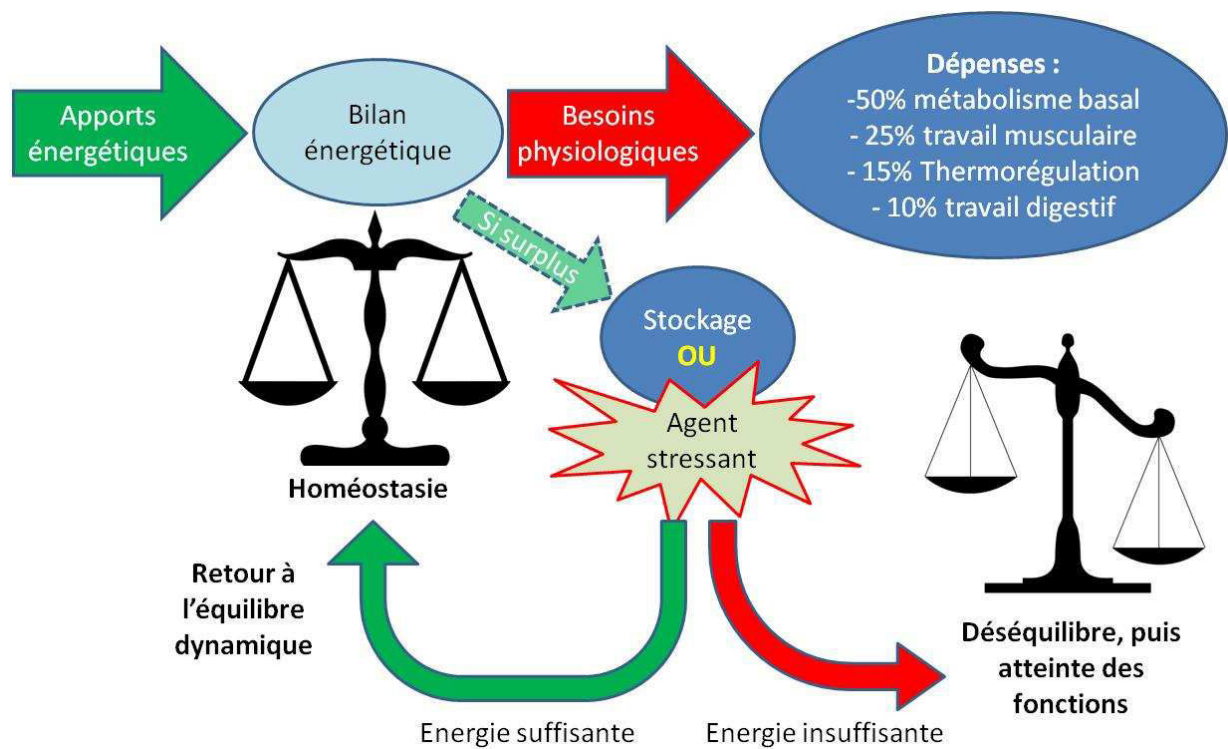 Apports
énergétiques
Bilan
énergétique
Besoins
physiologiques
Dépenses :
-50% métabolisme basal
- 25% travail musculaire
- 15% Thermorégulation
- 10% travail digestif
Si surplus
Stockage
OU
Agent
stressant
Homéostasie
Retour à
l'équilibre
dynamique
Déséquilibre, puis
atteinte des
fonctions
Energie suffisante
Energie insuffisante